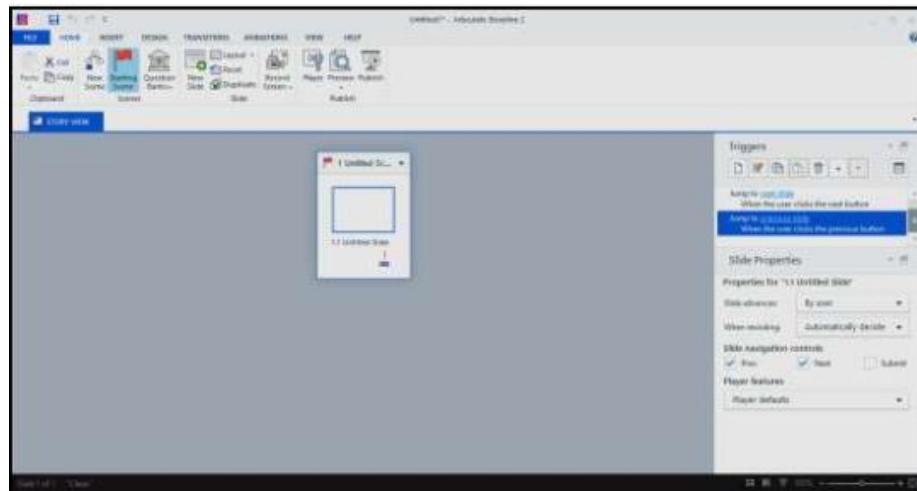 Untitled* - Articulate Storyline 2
FILE HOME INSERT DESIGN TRANSITIONS ANIMATIONS VIEW HELP
Paste Cut Copy New Scene Starting Scene Question Banks New Slide Layout Reset Duplicate Record Screen Player Preview Publish
Clipboard Scenes Slide Publish
STORY VIEW
1 Untitled Sc...
1.1 Untitled Slide
Triggers
Jump to next slide
When the user clicks the next button
Jump to previous slide
When the user clicks the previous button
Slide Properties
Properties for "1.1 Untitled Slide"
Slide advances: By user
When revisiting: Automatically decide
Slide navigation controls
Prev Next Submit
Player features
Player defaults
Slide 1 of 1 "Clean"